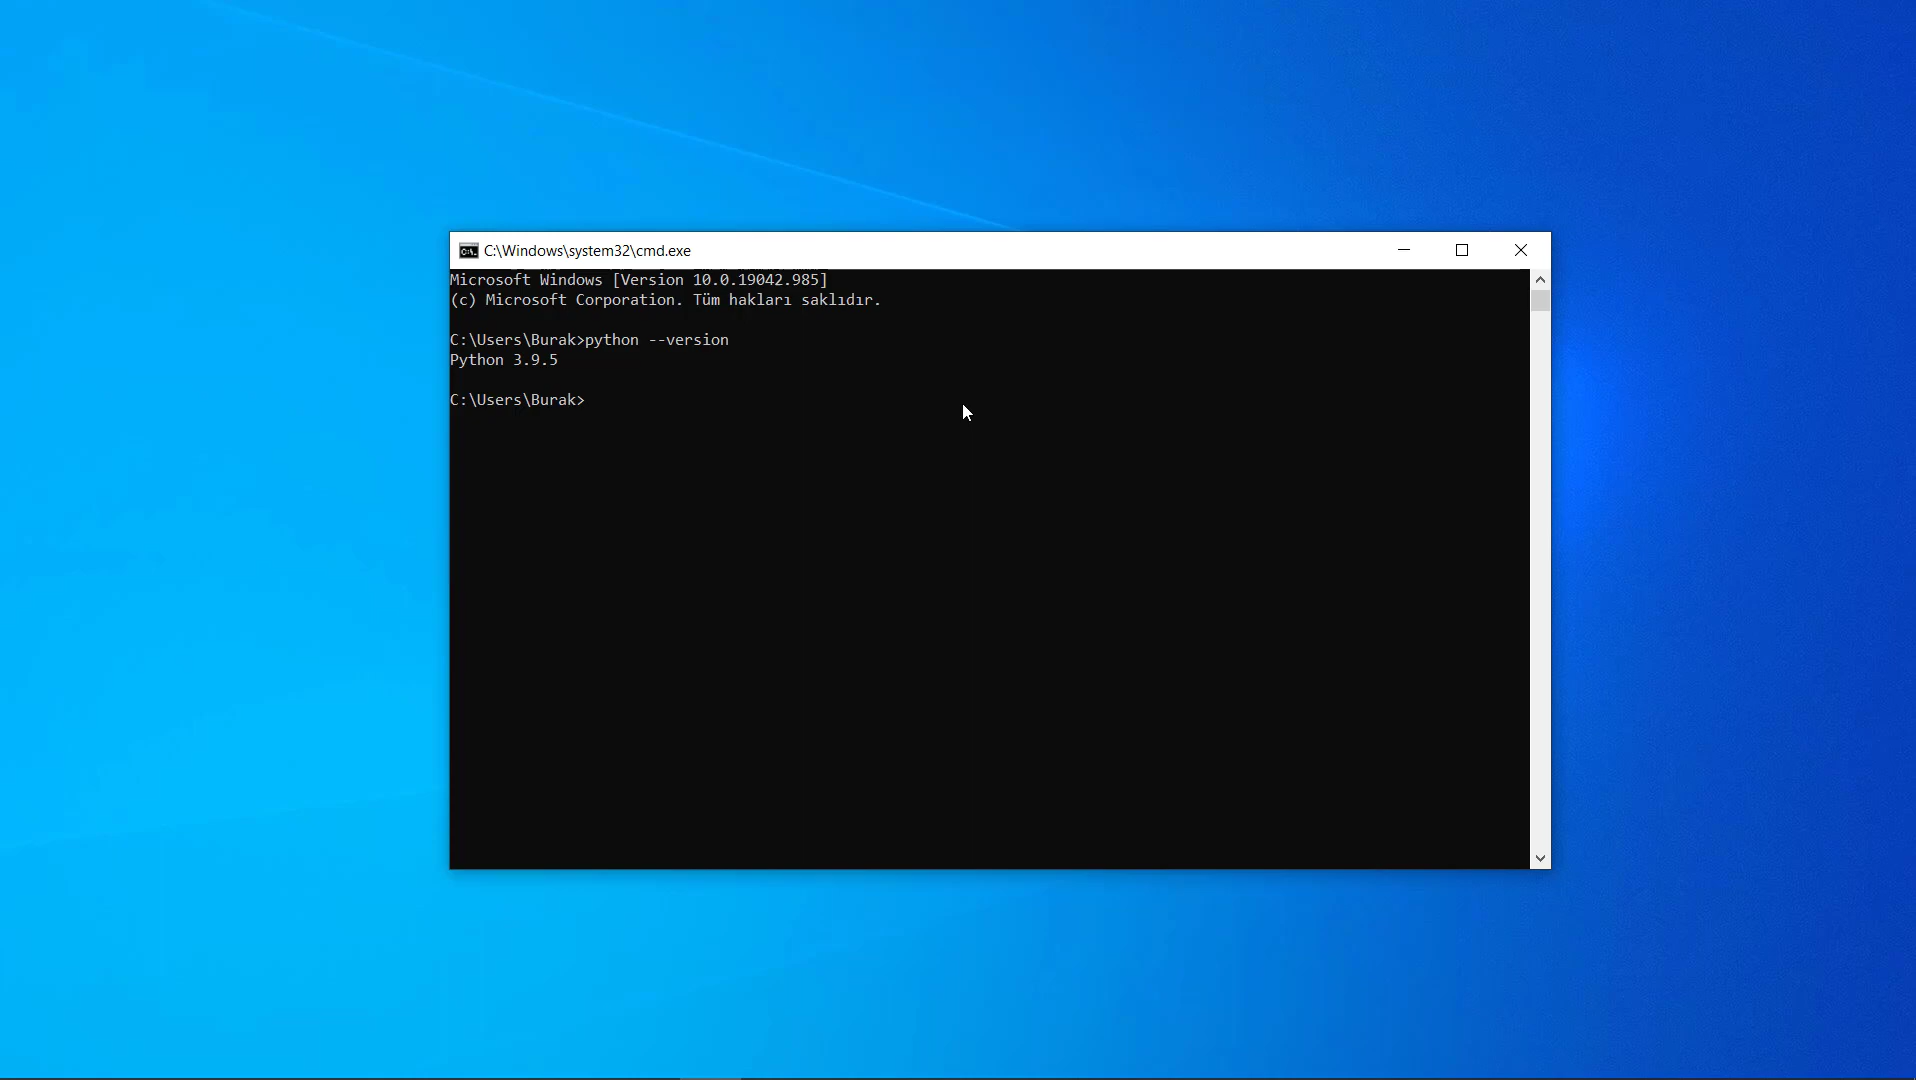 C:\Windows\system32\cmd.exe
Microsoft Windows [Version 10.0.19042.985]
(c) Microsoft Corporation. Tüm hakları saklıdır.
C:\Users\Burak>python --version
Python 3.9.5
C:\Users\Burak>